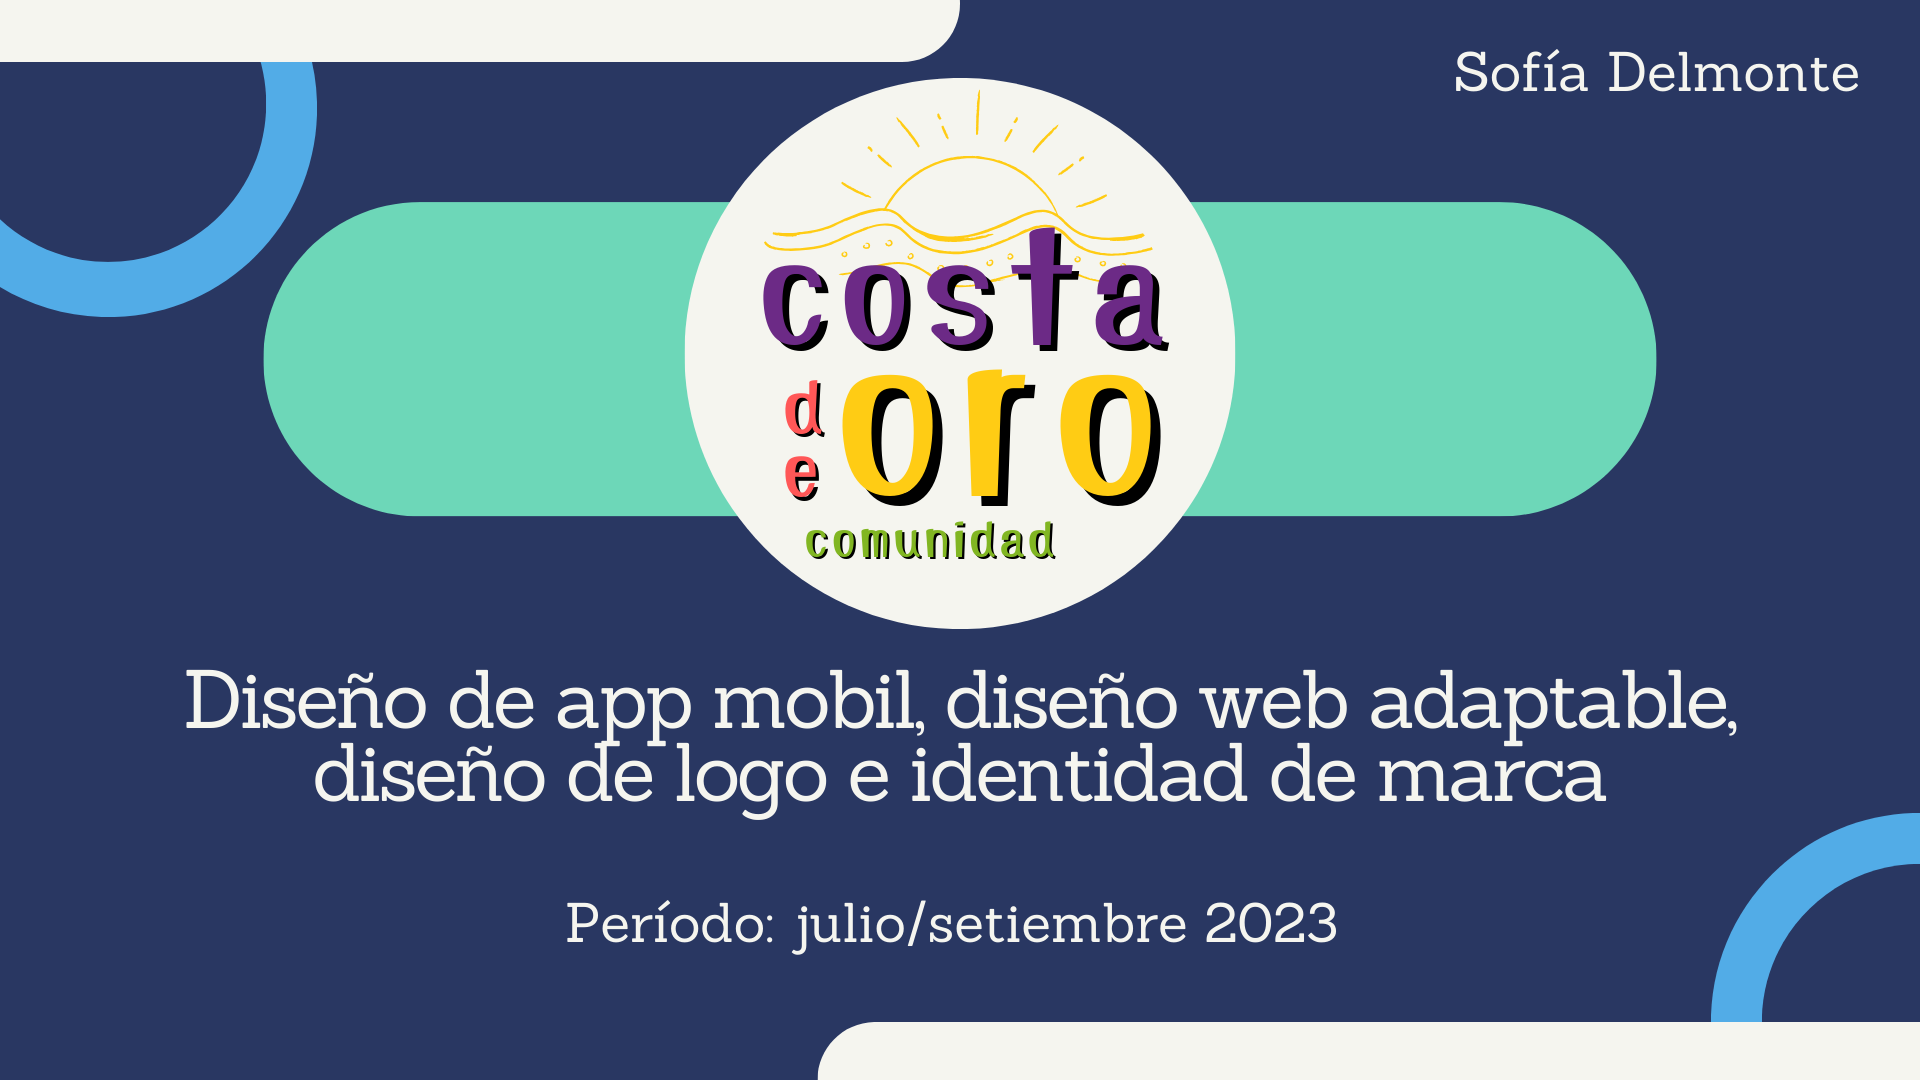 Sofía Delmonte
costa
de oro
comunidad
Diseño de app mobil, diseño web adaptable,
diseño de logo e identidad de marca
Período: julio/setiembre 2023